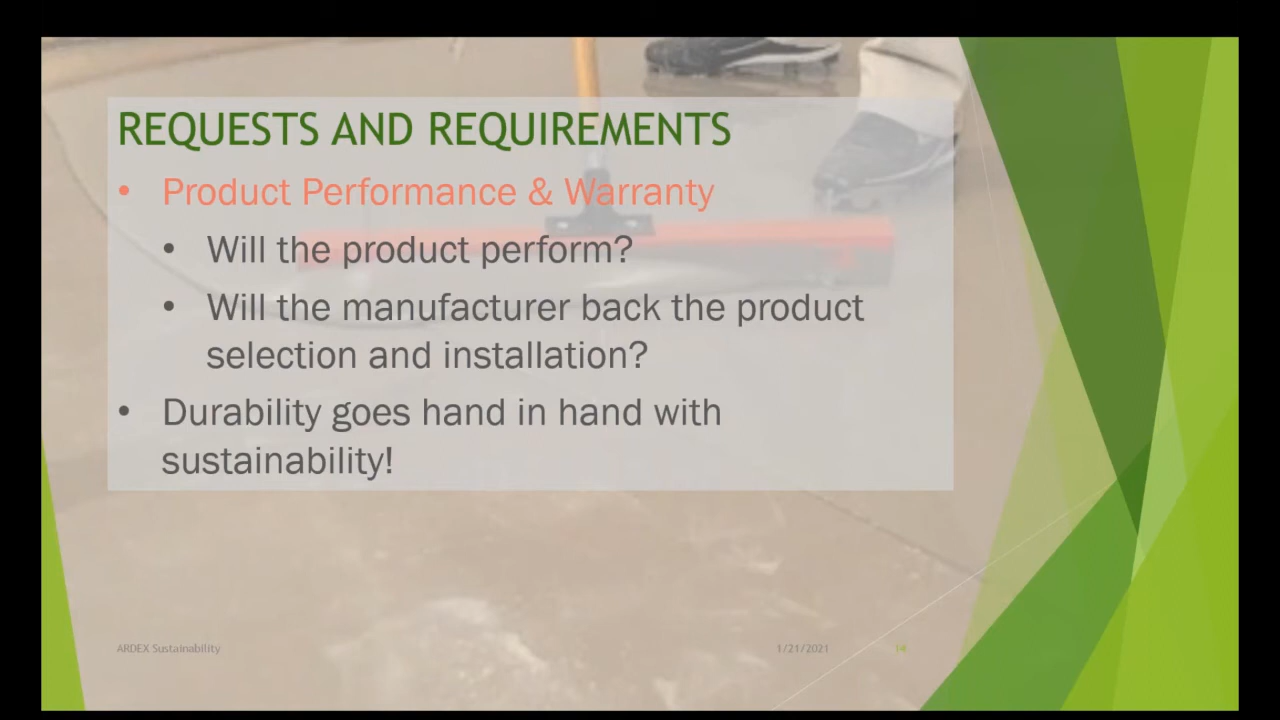 REQUESTS AND REQUIREMENTS
• Product Performance & Warranty
• Will the product perform?
• Will the manufacturer back the product
selection and installation?
• Durability goes hand in hand with
sustainability!
ARDEX Sustainability
1/21/2021